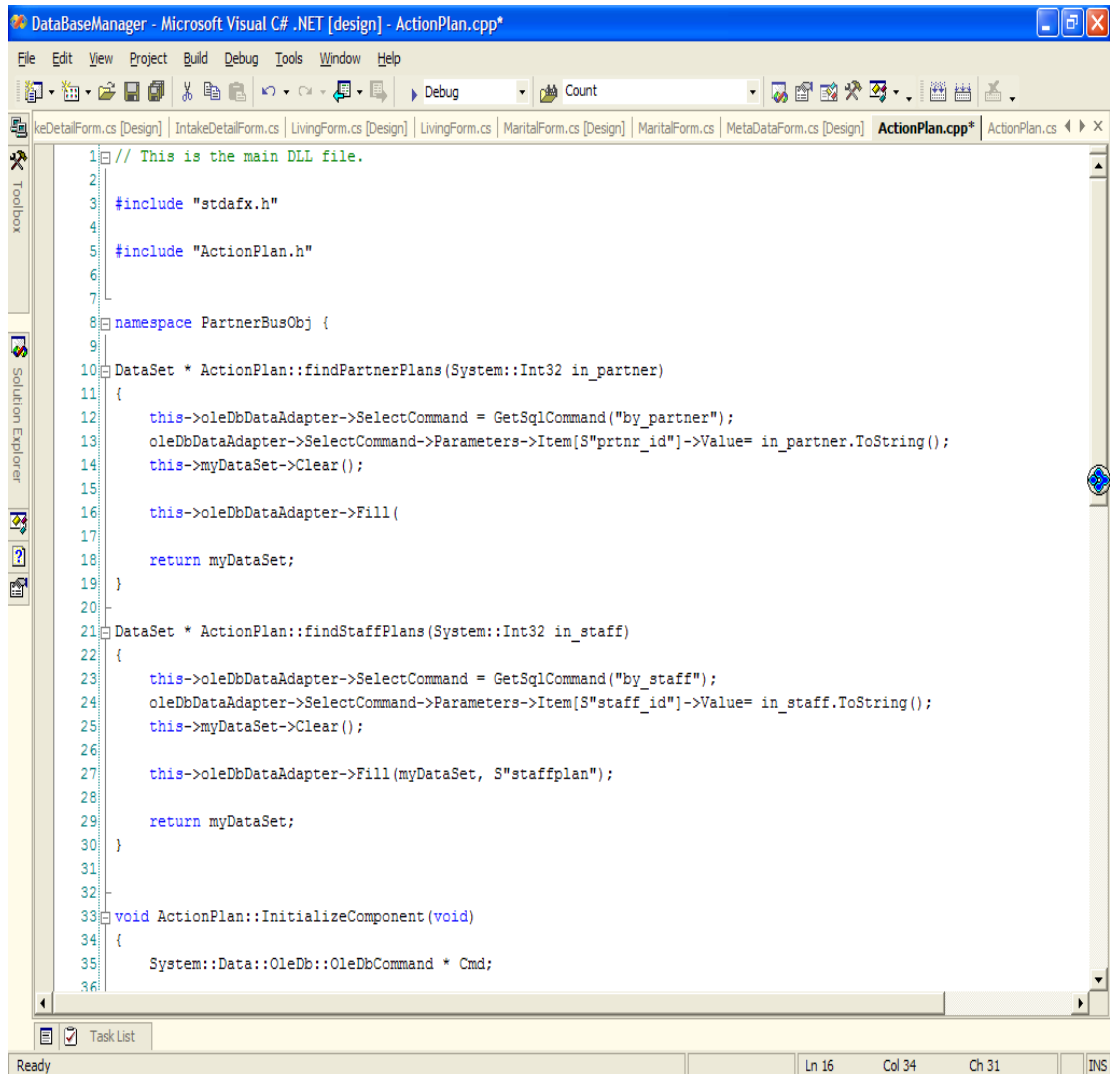 DataBaseManager - Microsoft Visual C# .NET [design] - ActionPlan.cpp*
File Edit View Project Build Debug Tools Window Help
Debug Count
keDetailForm.cs [Design] IntakeDetailForm.cs LivingForm.cs [Design] LivingForm.cs MaritalForm.cs [Design] MaritalForm.cs MetaDataForm.cs [Design] ActionPlan.cpp* ActionPlan.cs
Toolbox
Solution Explorer
1 // This is the main DLL file.
2
3 #include "stdafx.h"
4
5 #include "ActionPlan.h"
6
7
8 namespace PartnerBusObj {
9
10 DataSet * ActionPlan::findPartnerPlans(System::Int32 in_partner)
11 {
12 this->oleDbDataAdapter->SelectCommand = GetSqlCommand("by_partner");
13 oleDbDataAdapter->SelectCommand->Parameters->Item[S"prtnr_id"]->Value= in_partner.ToString();
14 this->myDataSet->Clear();
15
16 this->oleDbDataAdapter->Fill(
17
18 return myDataSet;
19 }
20
21 DataSet * ActionPlan::findStaffPlans(System::Int32 in_staff)
22 {
23 this->oleDbDataAdapter->SelectCommand = GetSqlCommand("by_staff");
24 oleDbDataAdapter->SelectCommand->Parameters->Item[S"staff_id"]->Value= in_staff.ToString();
25 this->myDataSet->Clear();
26
27 this->oleDbDataAdapter->Fill(myDataSet, S"staffplan");
28
29 return myDataSet;
30 }
31
32
33 void ActionPlan::InitializeComponent(void)
34 {
35 System::Data::OleDb::OleDbCommand * Cmd;
36
Task List
Ready Ln 16 Col 34 Ch 31 INS